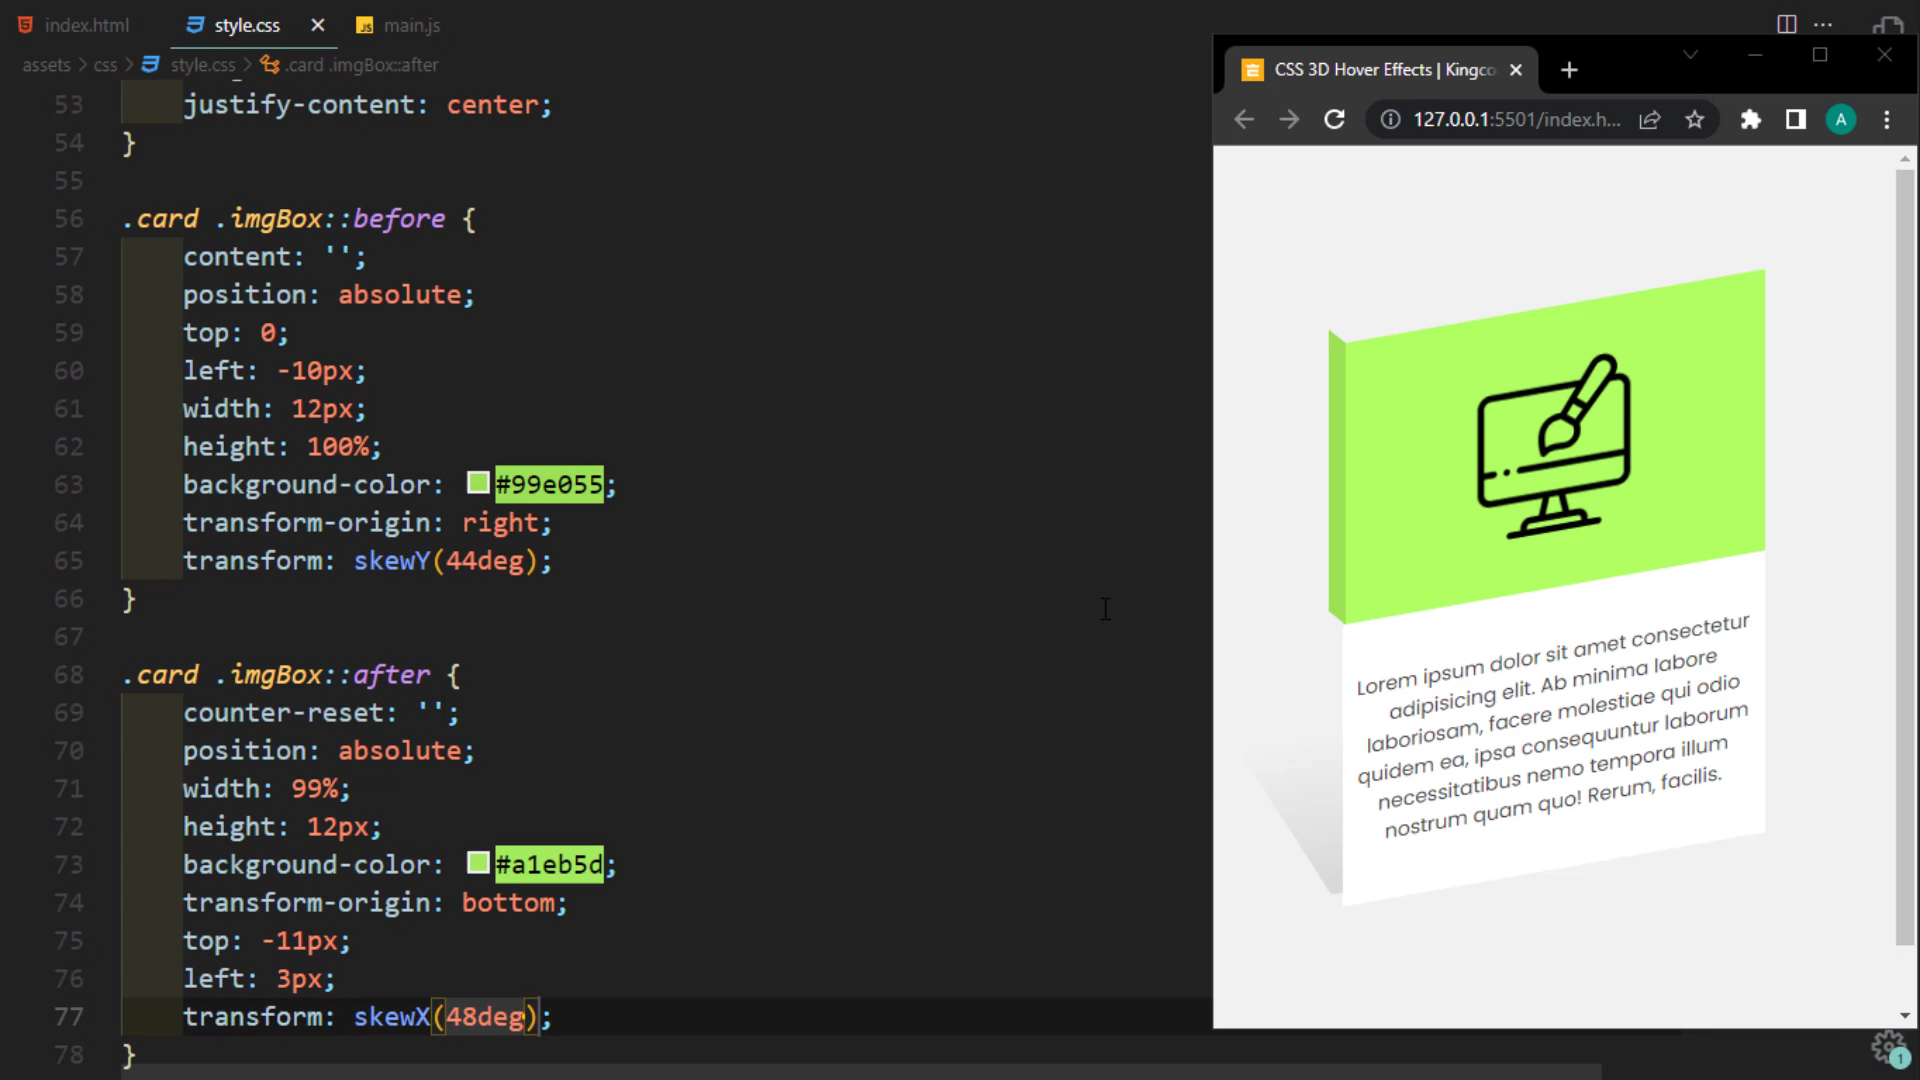 index.html
style.css
JS main.js
assets > css > style.css > .card .imgBox::after
53 justify-content: center;
54 }
55
56 .card .imgBox::before {
57 content: '';
58 position: absolute;
59 top: 0;
60 left: -10px;
61 width: 12px;
62 height: 100%;
63 background-color: #99e055;
64 transform-origin: right;
65 transform: skewY(44deg);
66 }
67
68 .card .imgBox::after {
69 counter-reset: '';
70 position: absolute;
71 width: 99%;
72 height: 12px;
73 background-color: #a1eb5d;
74 transform-origin: bottom;
75 top: -11px;
76 left: 3px;
77 transform: skewX(48deg);
78 }
CSS 3D Hover Effects | Kingco
127.0.0.1:5501/index.h...
A
Lorem ipsum dolor sit amet consectetur
adipisicing elit. Ab minima labore
laboriosam, facere molestiae qui odio
quidem ea, ipsa consequuntur laborum
necessitatibus nemo tempora illum
nostrum quam quo! Rerum, facilis.
1